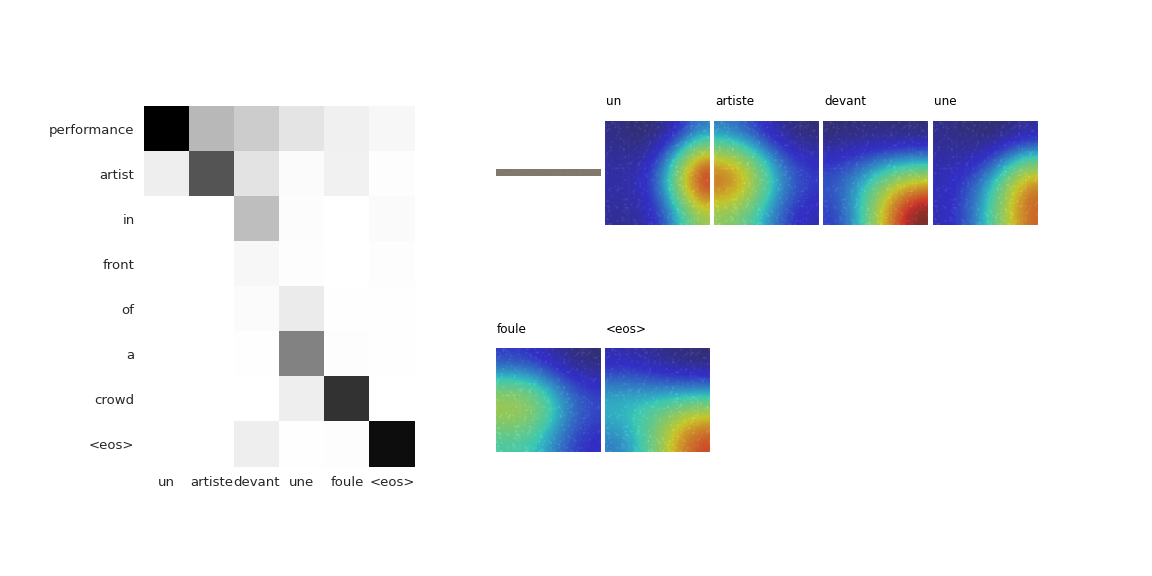 performance
artist
in
front
of
a
crowd
<eos>
un artiste devant une foule <eos>
un artiste devant une
foule <eos>